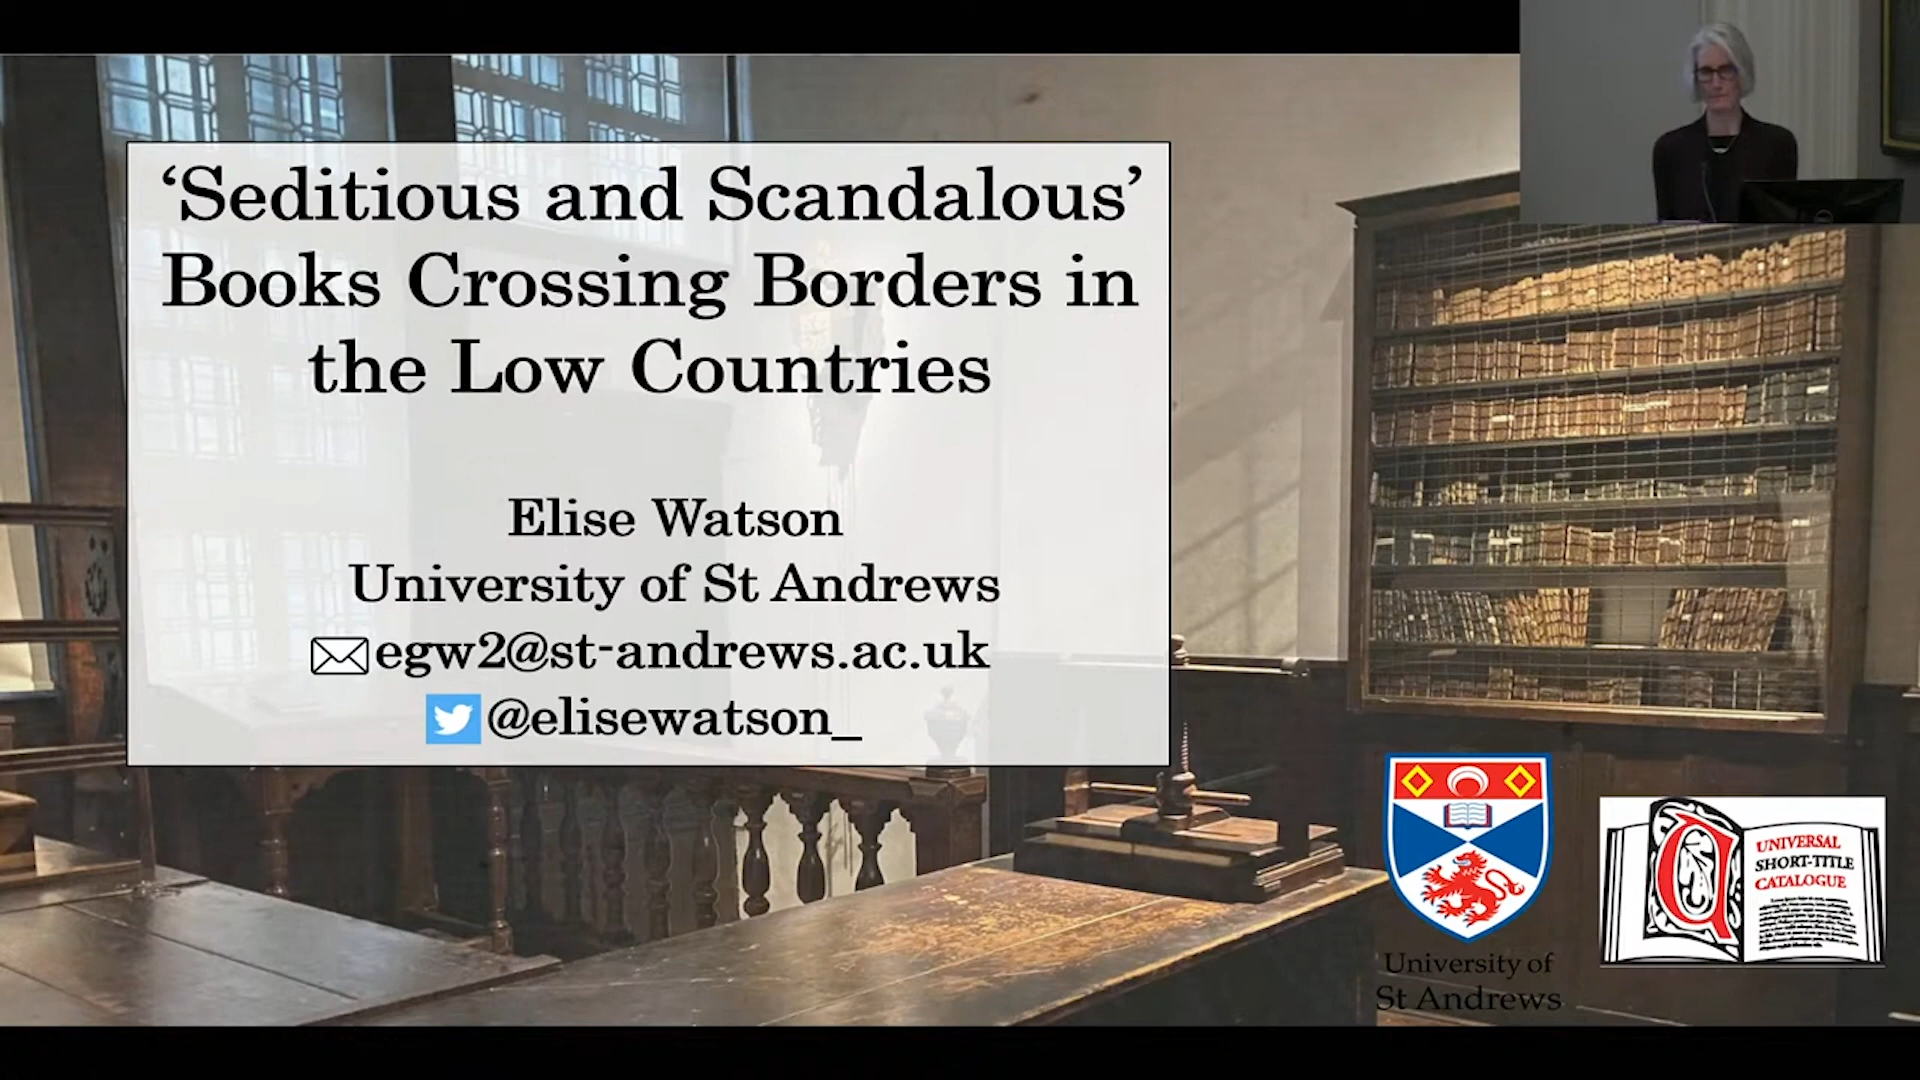 ‘Seditious and Scandalous’
Books Crossing Borders in
the Low Countries
Elise Watson
University of St Andrews
egw2@st-andrews.ac.uk
@elisewatson_
University of
St Andrews
UNIVERSAL
SHORT-TITLE
CATALOGUE